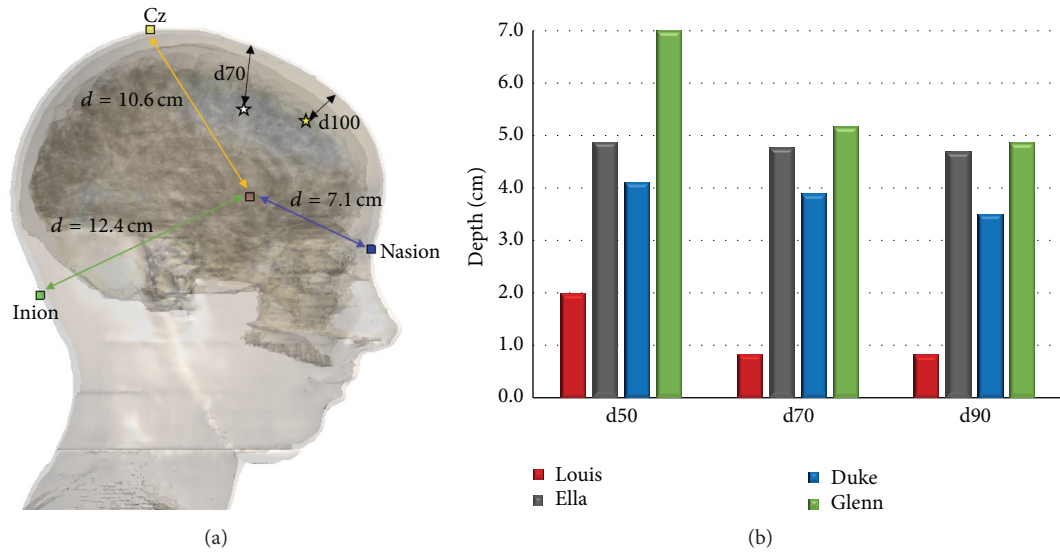 Cz
d70
d = 10.6 cm
d100
d = 7.1 cm
d = 12.4 cm
Nasion
Inion
(a)
7.0
6.0
5.0
4.0
3.0
2.0
1.0
0.0
Depth (cm)
d50 d70 d90
Louis Duke
Ella Glenn
(b)